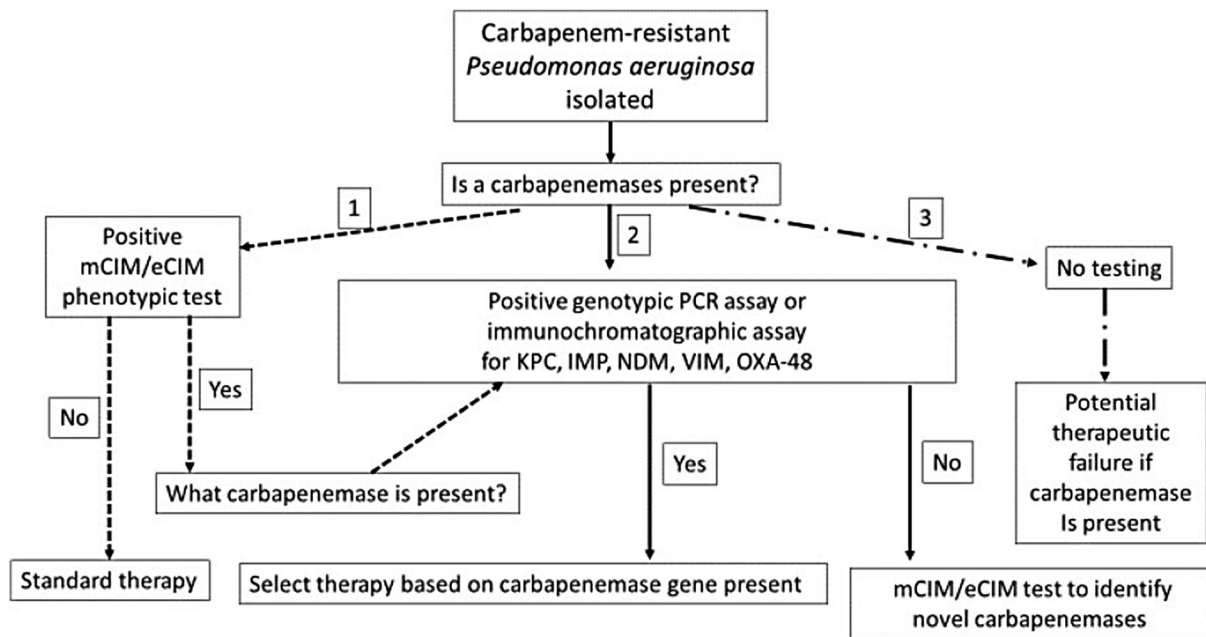 Carbapenem-resistant
Pseudomonas aeruginosa
isolated
Is a carbapenemases present?
1
2
3
Positive
mCIM/eCIM
phenotypic test
Positive genotypic PCR assay or
immunochromatographic assay
for KPC, IMP, NDM, VIM, OXA-48
No testing
No
Yes
Yes
No
Potential
therapeutic
failure if
carbapenemase
Is present
What carbapenemase is present?
Standard therapy
Select therapy based on carbapenemase gene present
mCIM/eCIM test to identify
novel carbapenemases